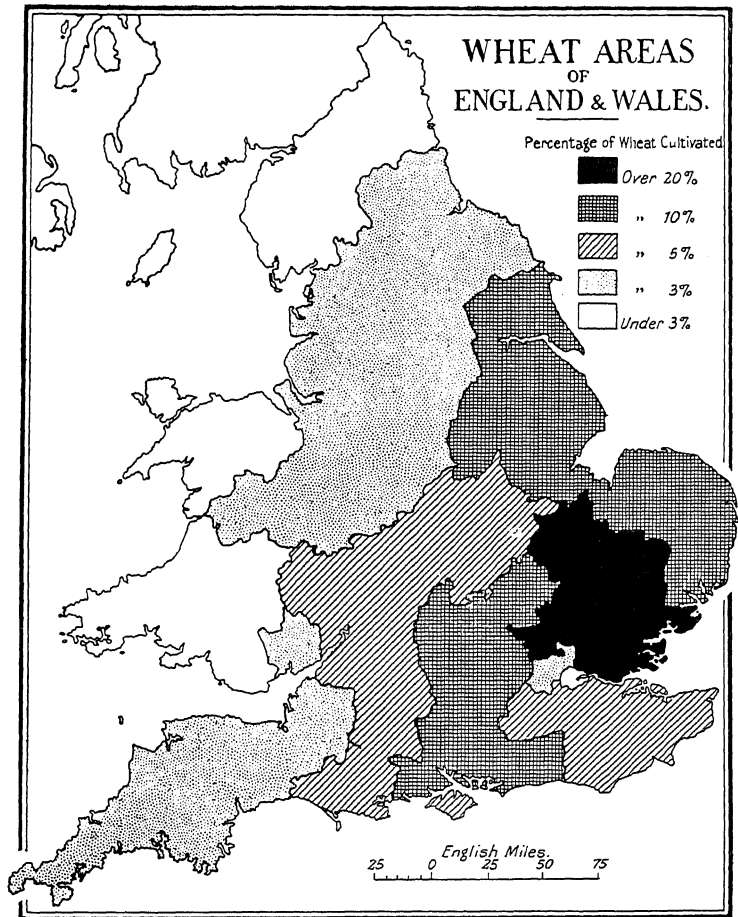 WHEAT AREAS
OF
ENGLAND & WALES.
Percentage of Wheat Cultivated
Over 20%
„ 10%
„ 5%
„ 3%
Under 3%
English Miles.
25 0 25 50 75